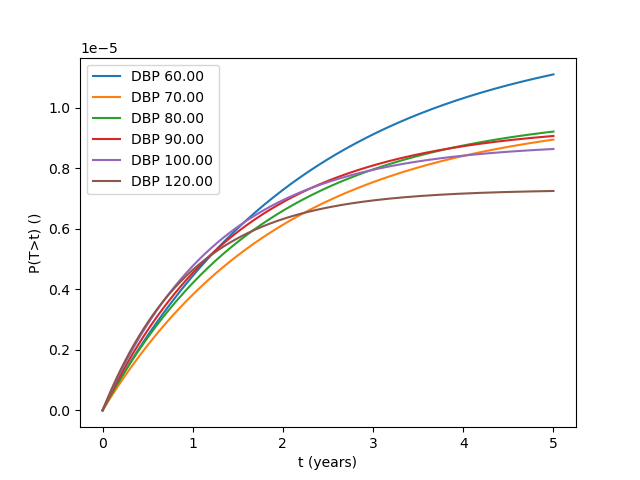 1e−5
DBP 60.00
DBP 70.00
DBP 80.00
DBP 90.00
DBP 100.00
DBP 120.00
P(T>t) ()
1.0
0.8
0.6
0.4
0.2
0.0
0 1 2 3 4 5
t (years)